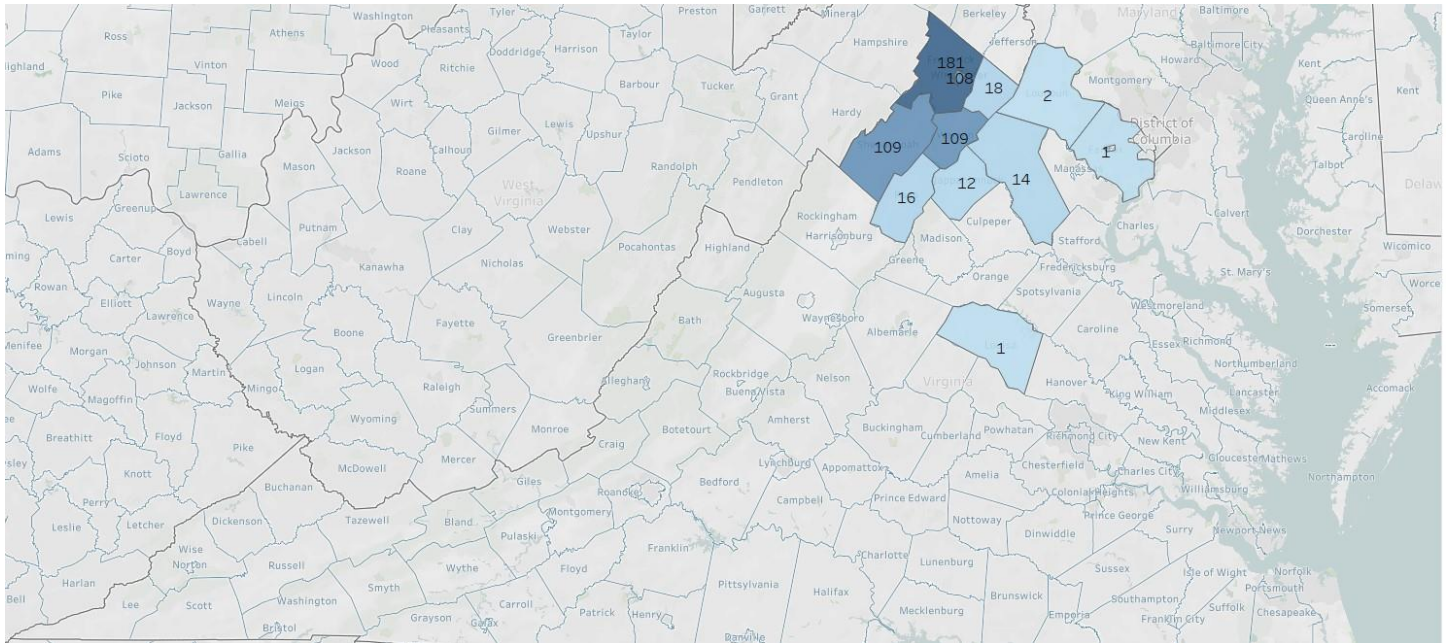 Washington
Tyler
Preston
Garrett
Mineral
Berkeley
Maryland
Baltimore
Ross
Athens
Pleasants
Doddridge
Harrison
Taylor
Hampshire
Jefferson
Howard
Baltimore City
Kent
Highland
Vinton
Wood
Ritchie
Barbour
Tucker
Grant
181
108
18
2
Montgomery
Queen Anne's
Kent
Pike
Jackson
Meigs
Wirt
Lewis
Upshur
Hardy
Caroline
Adams
Scioto
Gallia
Mason
Jackson
Calhoun
Gilmer
Randolph
Pendleton
109
109
1
District of
Columbia
Talbot
Lawrence
Roane
West
Virginia
16
12
14
Lewis
Greenup
Putnam
Clay
Webster
Pocahontas
Highland
Rockingham
Harrisonburg
Madison
Culpeper
Stafford
Charles
Calvert
Dorchester
Boyd
Cabell
Kanawha
Nicholas
Greene
Orange
Fredericksburg
Spotsylvania
St. Mary's
Wicomico
Carter
Rowan
Elliott
Lawrence
Wayne
Lincoln
Boone
Fayette
Greenbrier
Bath
Augusta
Waynesboro
Albemarle
1
Caroline
Westmoreland
Essex
Richmond
Somerset
Menifee
Morgan
Johnson
Martin
Mingo
Logan
Raleigh
Summers
Alleghany
Rockbridge
Buena Vista
Nelson
Virginia
Hanover
King William
Northumberland
Lancaster
Accomack
Wolfe
Magoffin
Wyoming
Monroe
Botetourt
Amherst
Buckingham
Cumberland
Powhatan
Richmond City
New Kent
Middlesex
Breathitt
Floyd
Pike
McDowell
Mercer
Craig
Giles
Roanoke
Bedford
Lynchburg
Appomattox
Amelia
Chesterfield
Charles City
Gloucester
Mathews
Northampton
Knott
Perry
Buchanan
Tazewell
Bland
Montgomery
Campbell
Prince Edward
Nottoway
Colonial Heights
Prince George
Williamsburg
Leslie
Letcher
Dickenson
Pulaski
Franklin
Dinwiddie
Surry
Newport News
Harlan
Wise
Norton
Russell
Smyth
Wythe
Floyd
Pittsylvania
Halifax
Charlotte
Lunenburg
Sussex
Isle of Wight
Norfolk
Portsmouth
Bell
Lee
Scott
Washington
Bristol
Grayson
Carroll
Galax
Patrick
Henry
Danville
Mecklenburg
Brunswick
Emporia
Southampton
Franklin City
Suffolk
Chesapeake